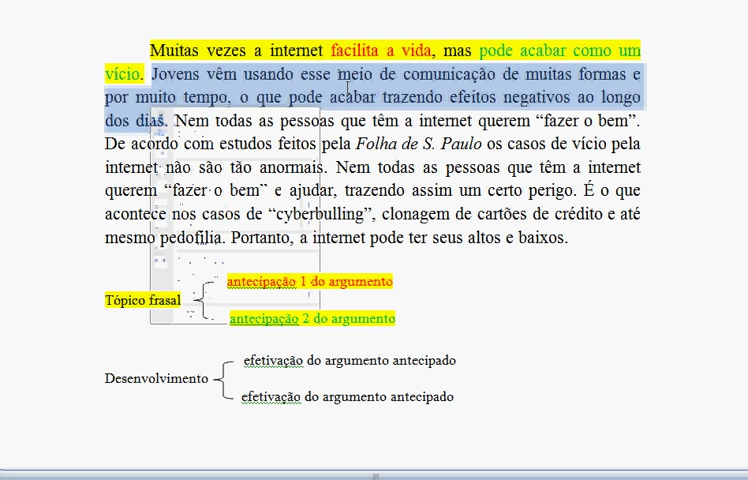 Muitas vezes a internet facilita a vida, mas pode acabar como um
vício. Jovens vêm usando esse meio de comunicação de muitas formas e
por muito tempo, o que pode acabar trazendo efeitos negativos ao longo
dos dias. Nem todas as pessoas que têm a internet querem “fazer o bem”.
De acordo com estudos feitos pela Folha de S. Paulo os casos de vício pela
internet não são tão anormais. Nem todas as pessoas que têm a internet
querem “fazer o bem” e ajudar, trazendo assim um certo perigo. É o que
acontece nos casos de “cyberbulling”, clonagem de cartões de crédito e até
mesmo pedofilia. Portanto, a internet pode ter seus altos e baixos.
antecipação 1 do argumento
Tópico frasal
antecipação 2 do argumento
efetivação do argumento antecipado
Desenvolvimento
efetivação do argumento antecipado